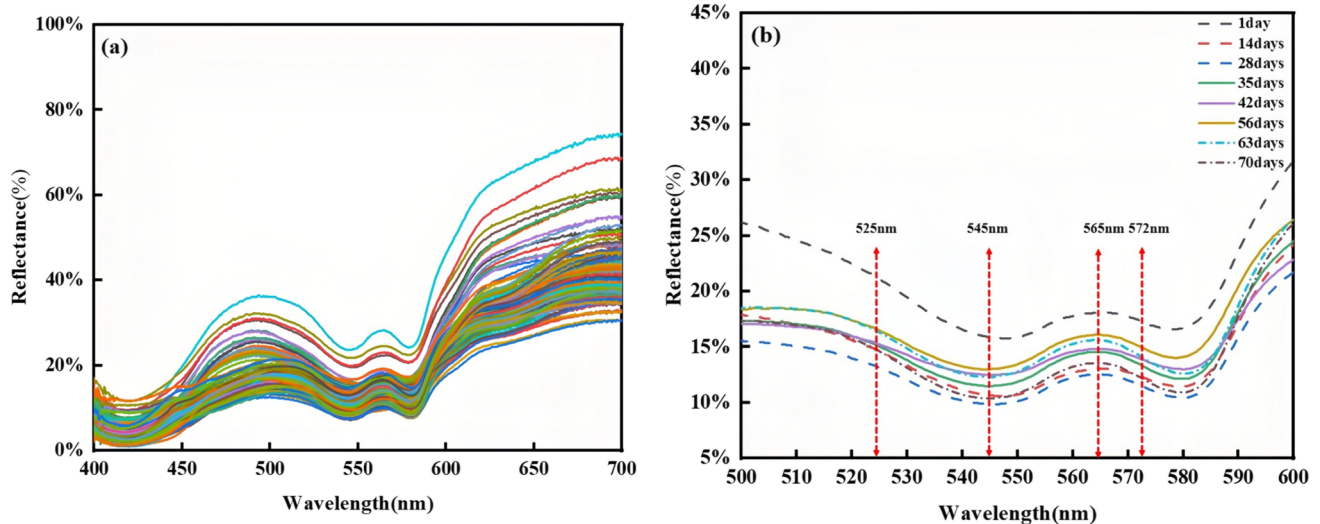 (a)
100%
80%
60%
40%
20%
0%
Reflectance(%)
400 450 500 550 600 650 700
Wavelength(nm)
(b)
45%
40%
35%
30%
25%
20%
15%
10%
5%
Reflectance(%)
1day
14days
28days
35days
42days
56days
63days
70days
525nm 545nm 565nm 572nm
500 510 520 530 540 550 560 570 580 590 600
Wavelength(nm)